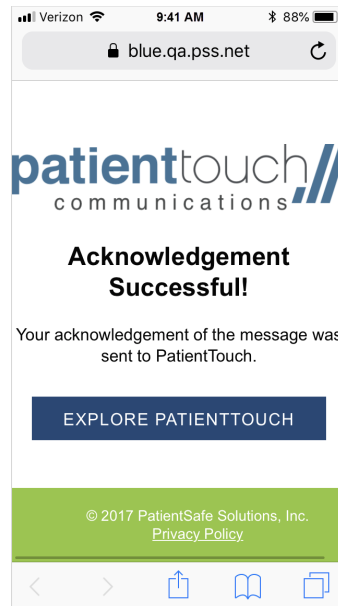 Verizon 9:41 AM 88%
blue.qa.pss.net
patienttouch
communications
Acknowledgement
Successful!
Your acknowledgement of the message was
sent to PatientTouch.
EXPLORE PATIENTTOUCH
© 2017 PatientSafe Solutions, Inc.
Privacy Policy